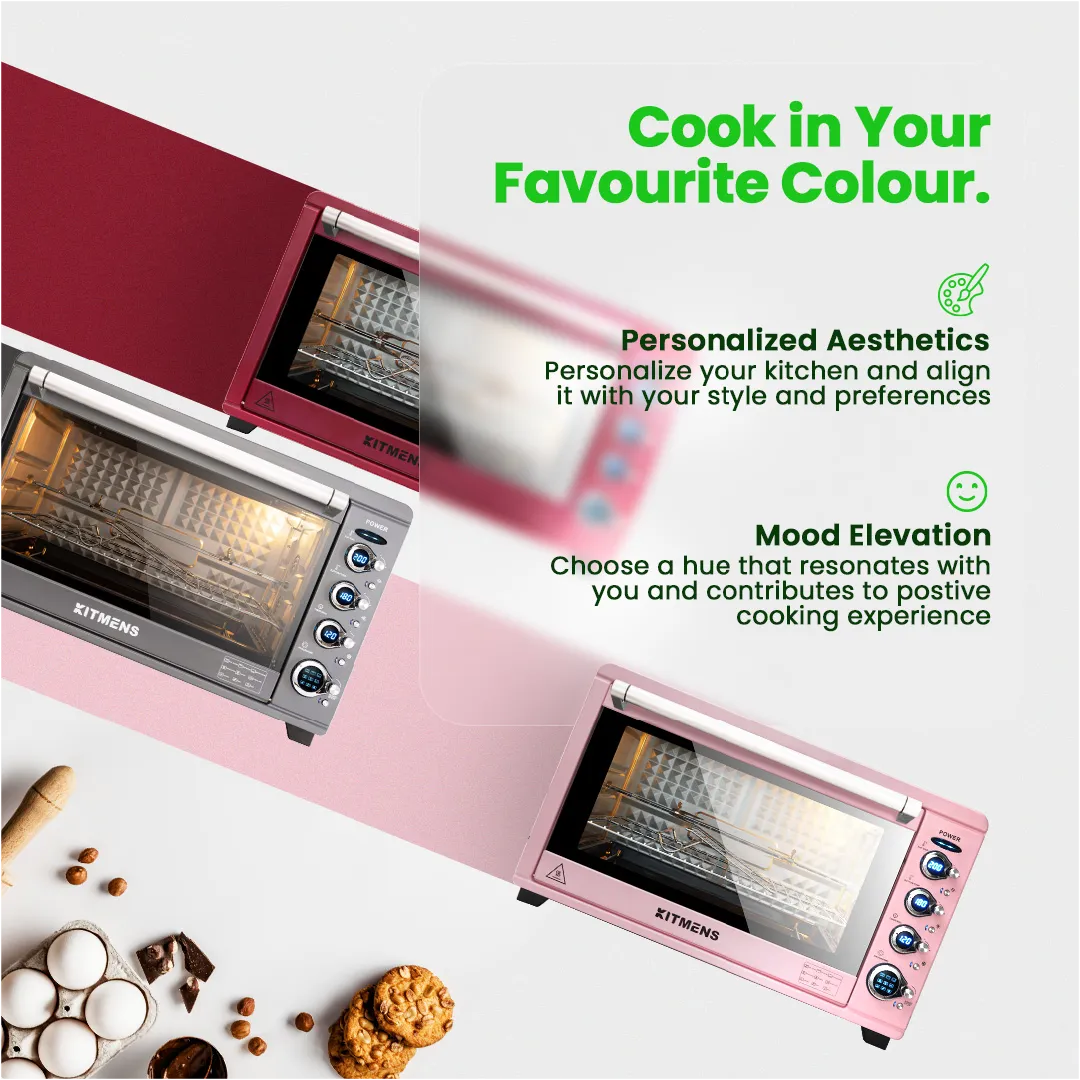 Cook in Your
Favourite Colour.
Personalized Aesthetics
Personalize your kitchen and align
it with your style and preferences
Mood Elevation
Choose a hue that resonates with
you and contributes to postive
cooking experience
KITMEN
POWER
200
180
120
KITMENS
POWER
200
180
120
KITMENS